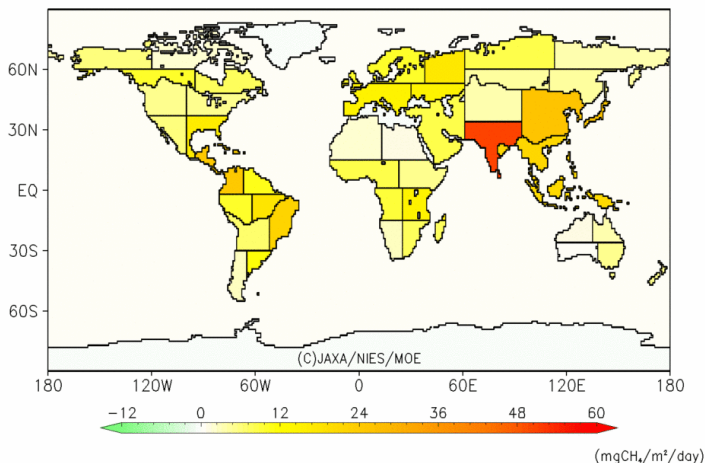 60N
30N
EQ
30S
60S
(C)JAXA/NIES/MOE
180 120W 60W 0 60E 120E 180
-12 0 12 24 36 48 60
(mgCH₄/m²/day)